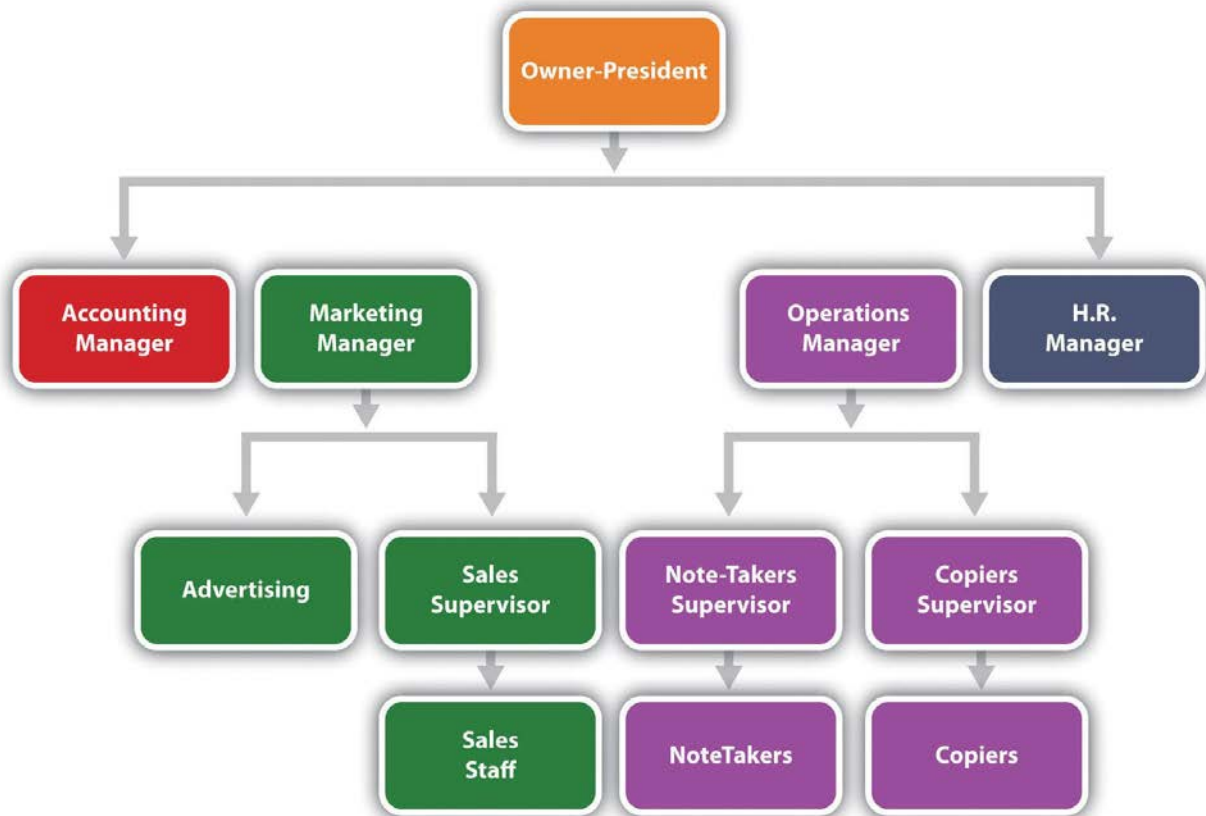 Owner-President
Accounting
Manager
Marketing
Manager
Operations
Manager
H.R.
Manager
Advertising
Sales
Supervisor
Note-Takers
Supervisor
Copiers
Supervisor
Sales
Staff
NoteTakers
Copiers